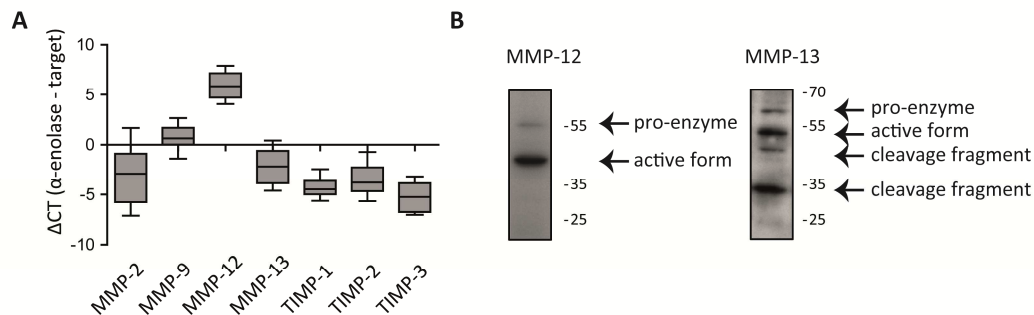 A
ΔCT (α-enolase - target)
10
5
0
-5
-10
MMP-2
MMP-9
MMP-12
MMP-13
TIMP-1
TIMP-2
TIMP-3
B
MMP-12
-55
-35
-25
pro-enzyme
active form
MMP-13
-70
-55
-35
-25
pro-enzyme
active form
cleavage fragment
cleavage fragment